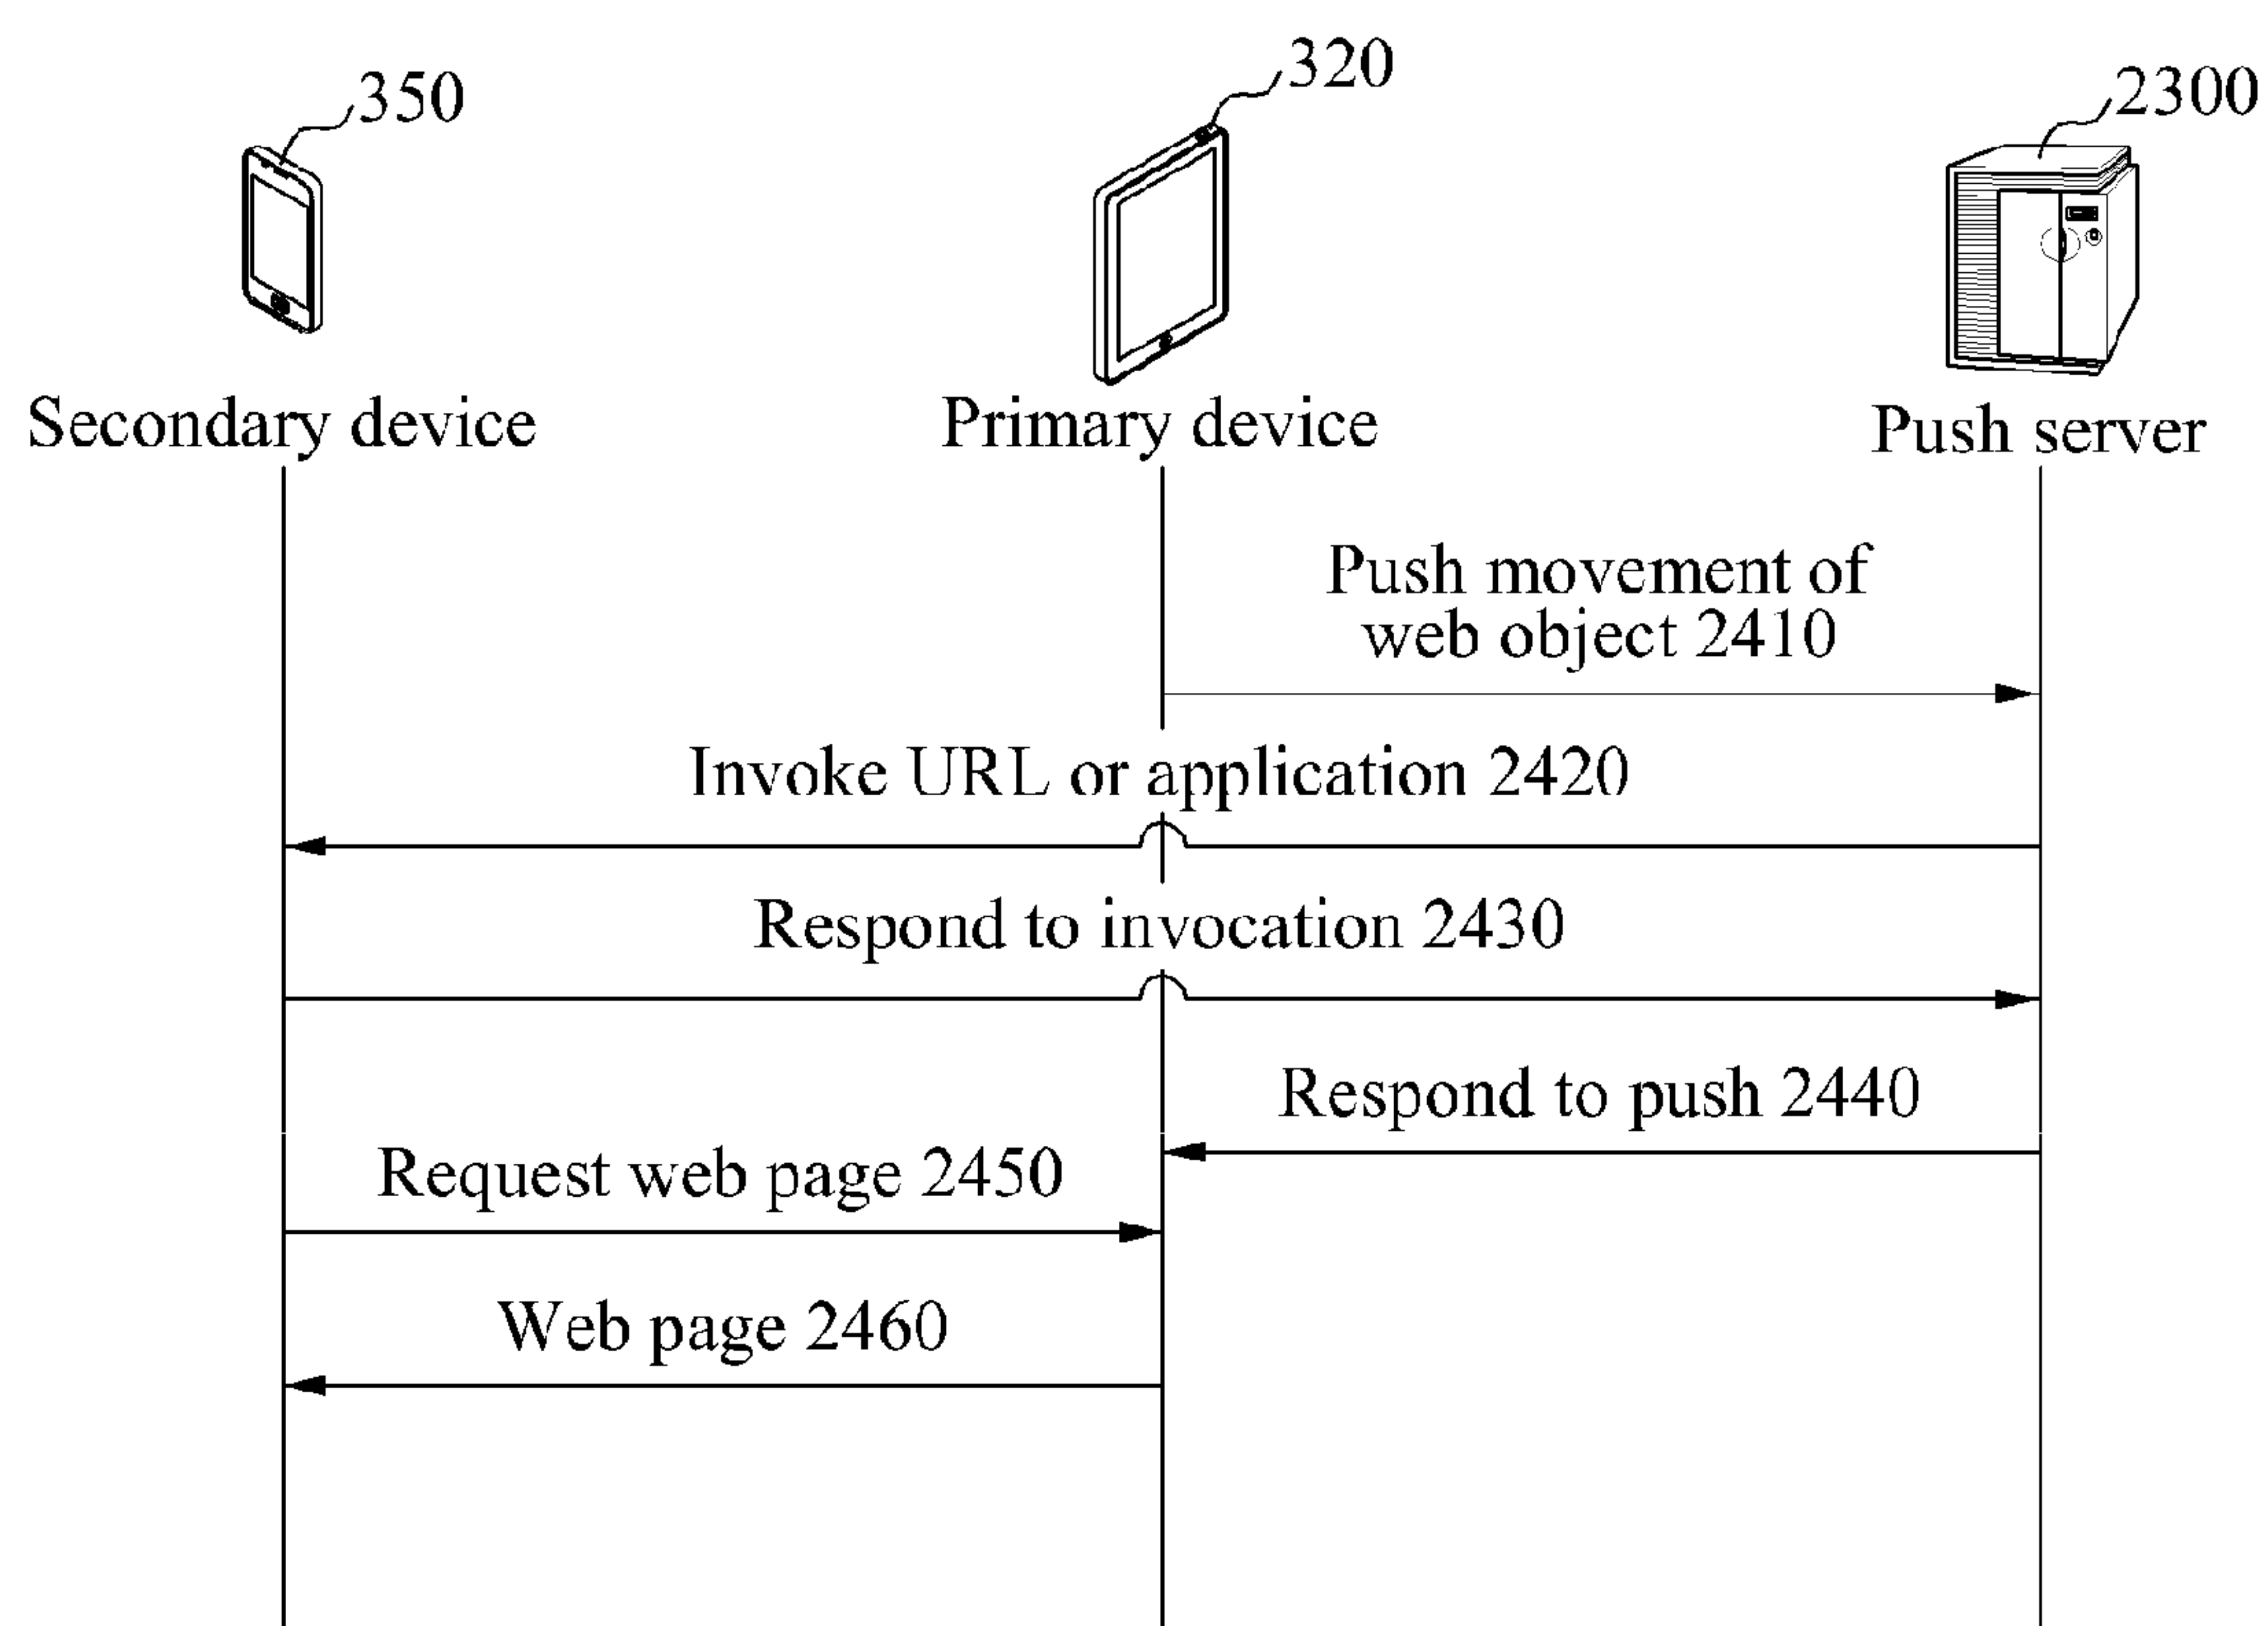 350
320
2300
Secondary device
Primary device
Push server
Push movement of
web object 2410
Invoke URL or application 2420
Respond to invocation 2430
Respond to push 2440
Request web page 2450
Web page 2460